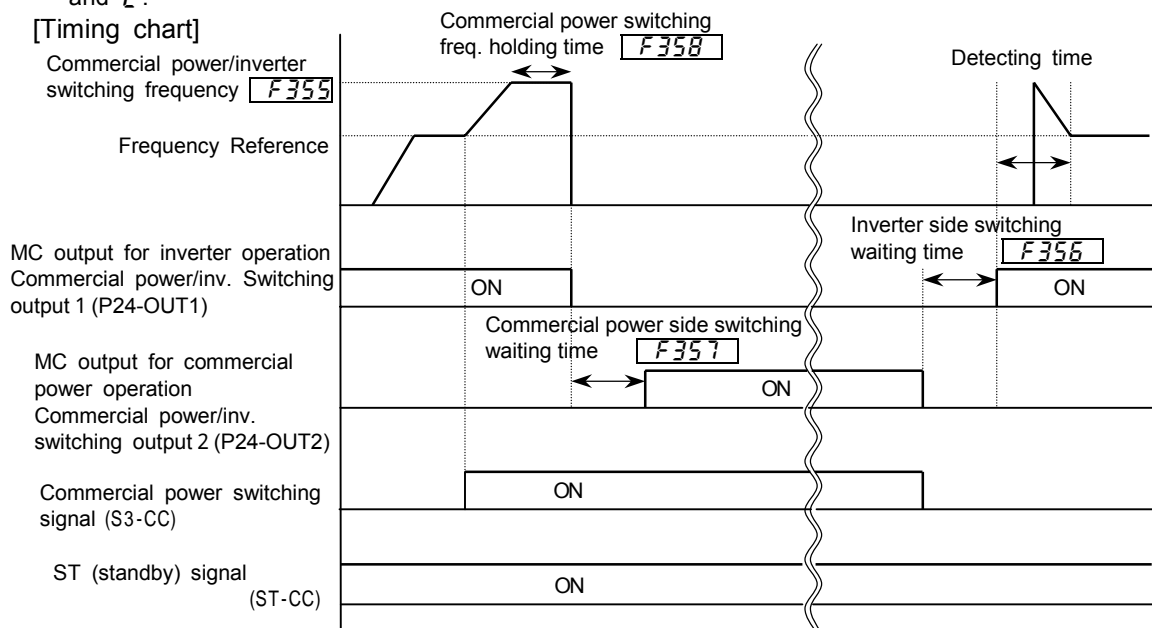 and L .
[Timing chart]
Commercial power switching
freq. holding time F358
Commercial power/inverter
switching frequency F355
Detecting time
Frequency Reference
Inverter side switching
waiting time F356
MC output for inverter operation
Commercial power/inv. Switching
output 1 (P24-OUT1)
ON
ON
Commercial power side switching
waiting time F357
MC output for commercial
power operation
Commercial power/inv.
switching output 2 (P24-OUT2)
ON
Commercial power switching
signal (S3-CC)
ON
ST (standby) signal
(ST-CC)
ON